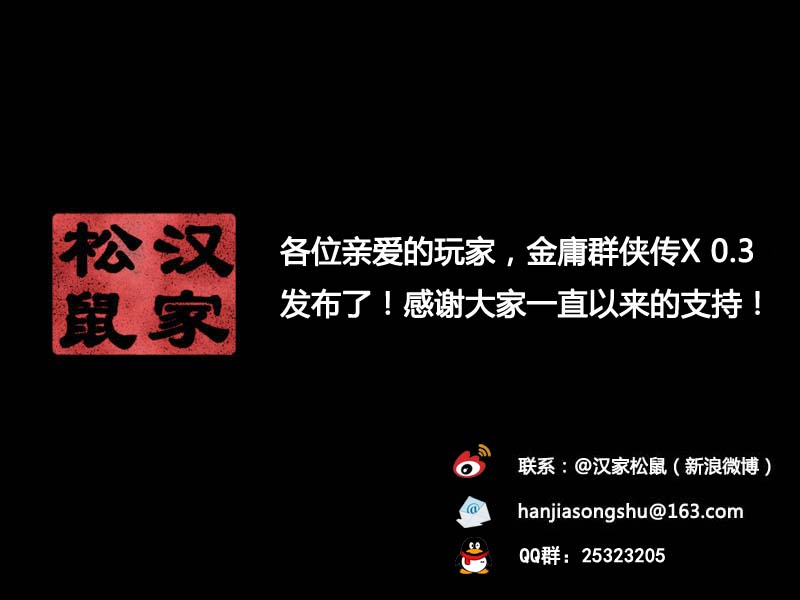 汉家
松鼠
各位亲爱的玩家，金庸群侠传X 0.3
发布了！感谢大家一直以来的支持！
联系：@汉家松鼠（新浪微博）
hanjiasongshu@163.com
QQ群：25323205